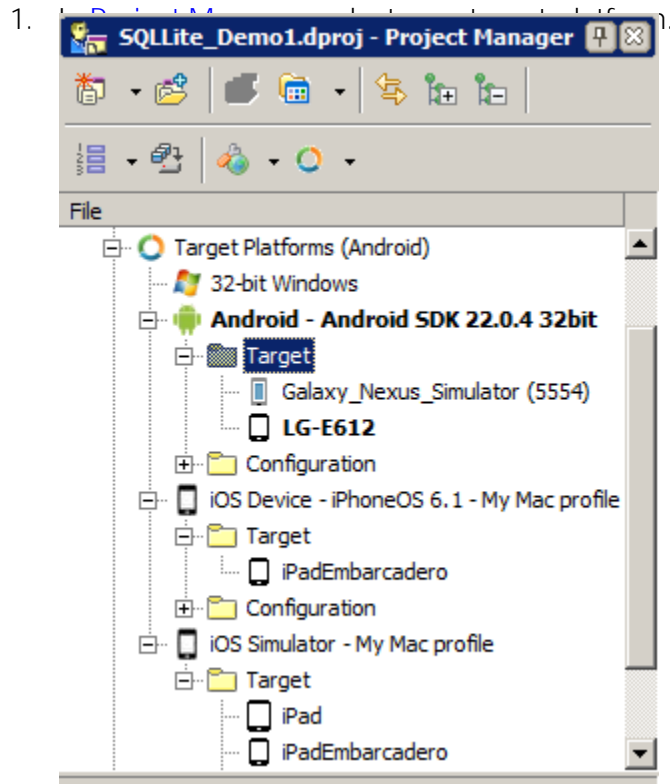 1.
SQLLite_Demo1.dproj - Project Manager
File
Target Platforms (Android)
32-bit Windows
Android - Android SDK 22.0.4 32bit
Target
Galaxy_Nexus_Simulator (5554)
LG-E612
Configuration
iOS Device - iPhoneOS 6.1 - My Mac profile
Target
iPadEmbarcadero
Configuration
iOS Simulator - My Mac profile
Target
iPad
iPadEmbarcadero